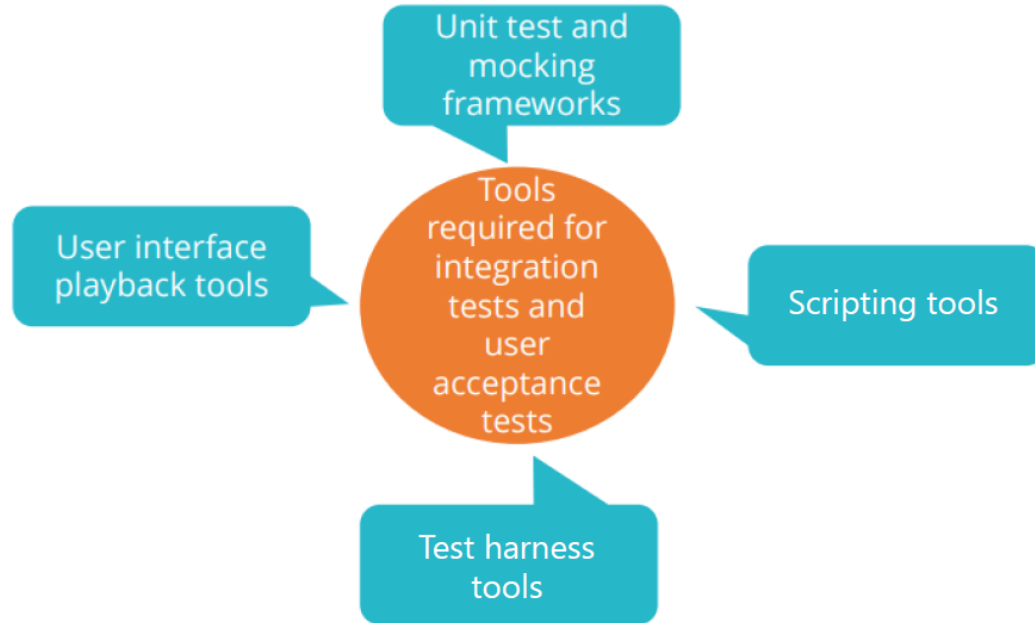 Unit test and
mocking
frameworks
Tools
required for
integration
tests and
user
acceptance
tests
User interface
playback tools
Scripting tools
Test harness
tools